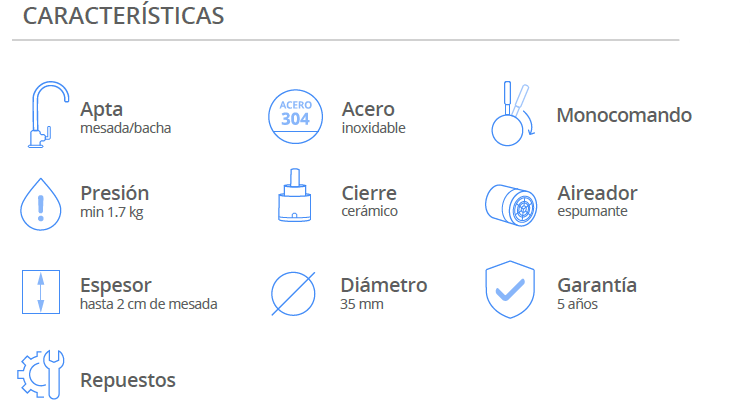 CARACTERÍSTICAS
Apta
mesada/bacha
ACERO
304
Acero
inoxidable
Monocomando
Presión
min 1.7 kg
Cierre
cerámico
Aireador
espumante
Espesor
hasta 2 cm de mesada
Diámetro
35 mm
Garantía
5 años
Repuestos